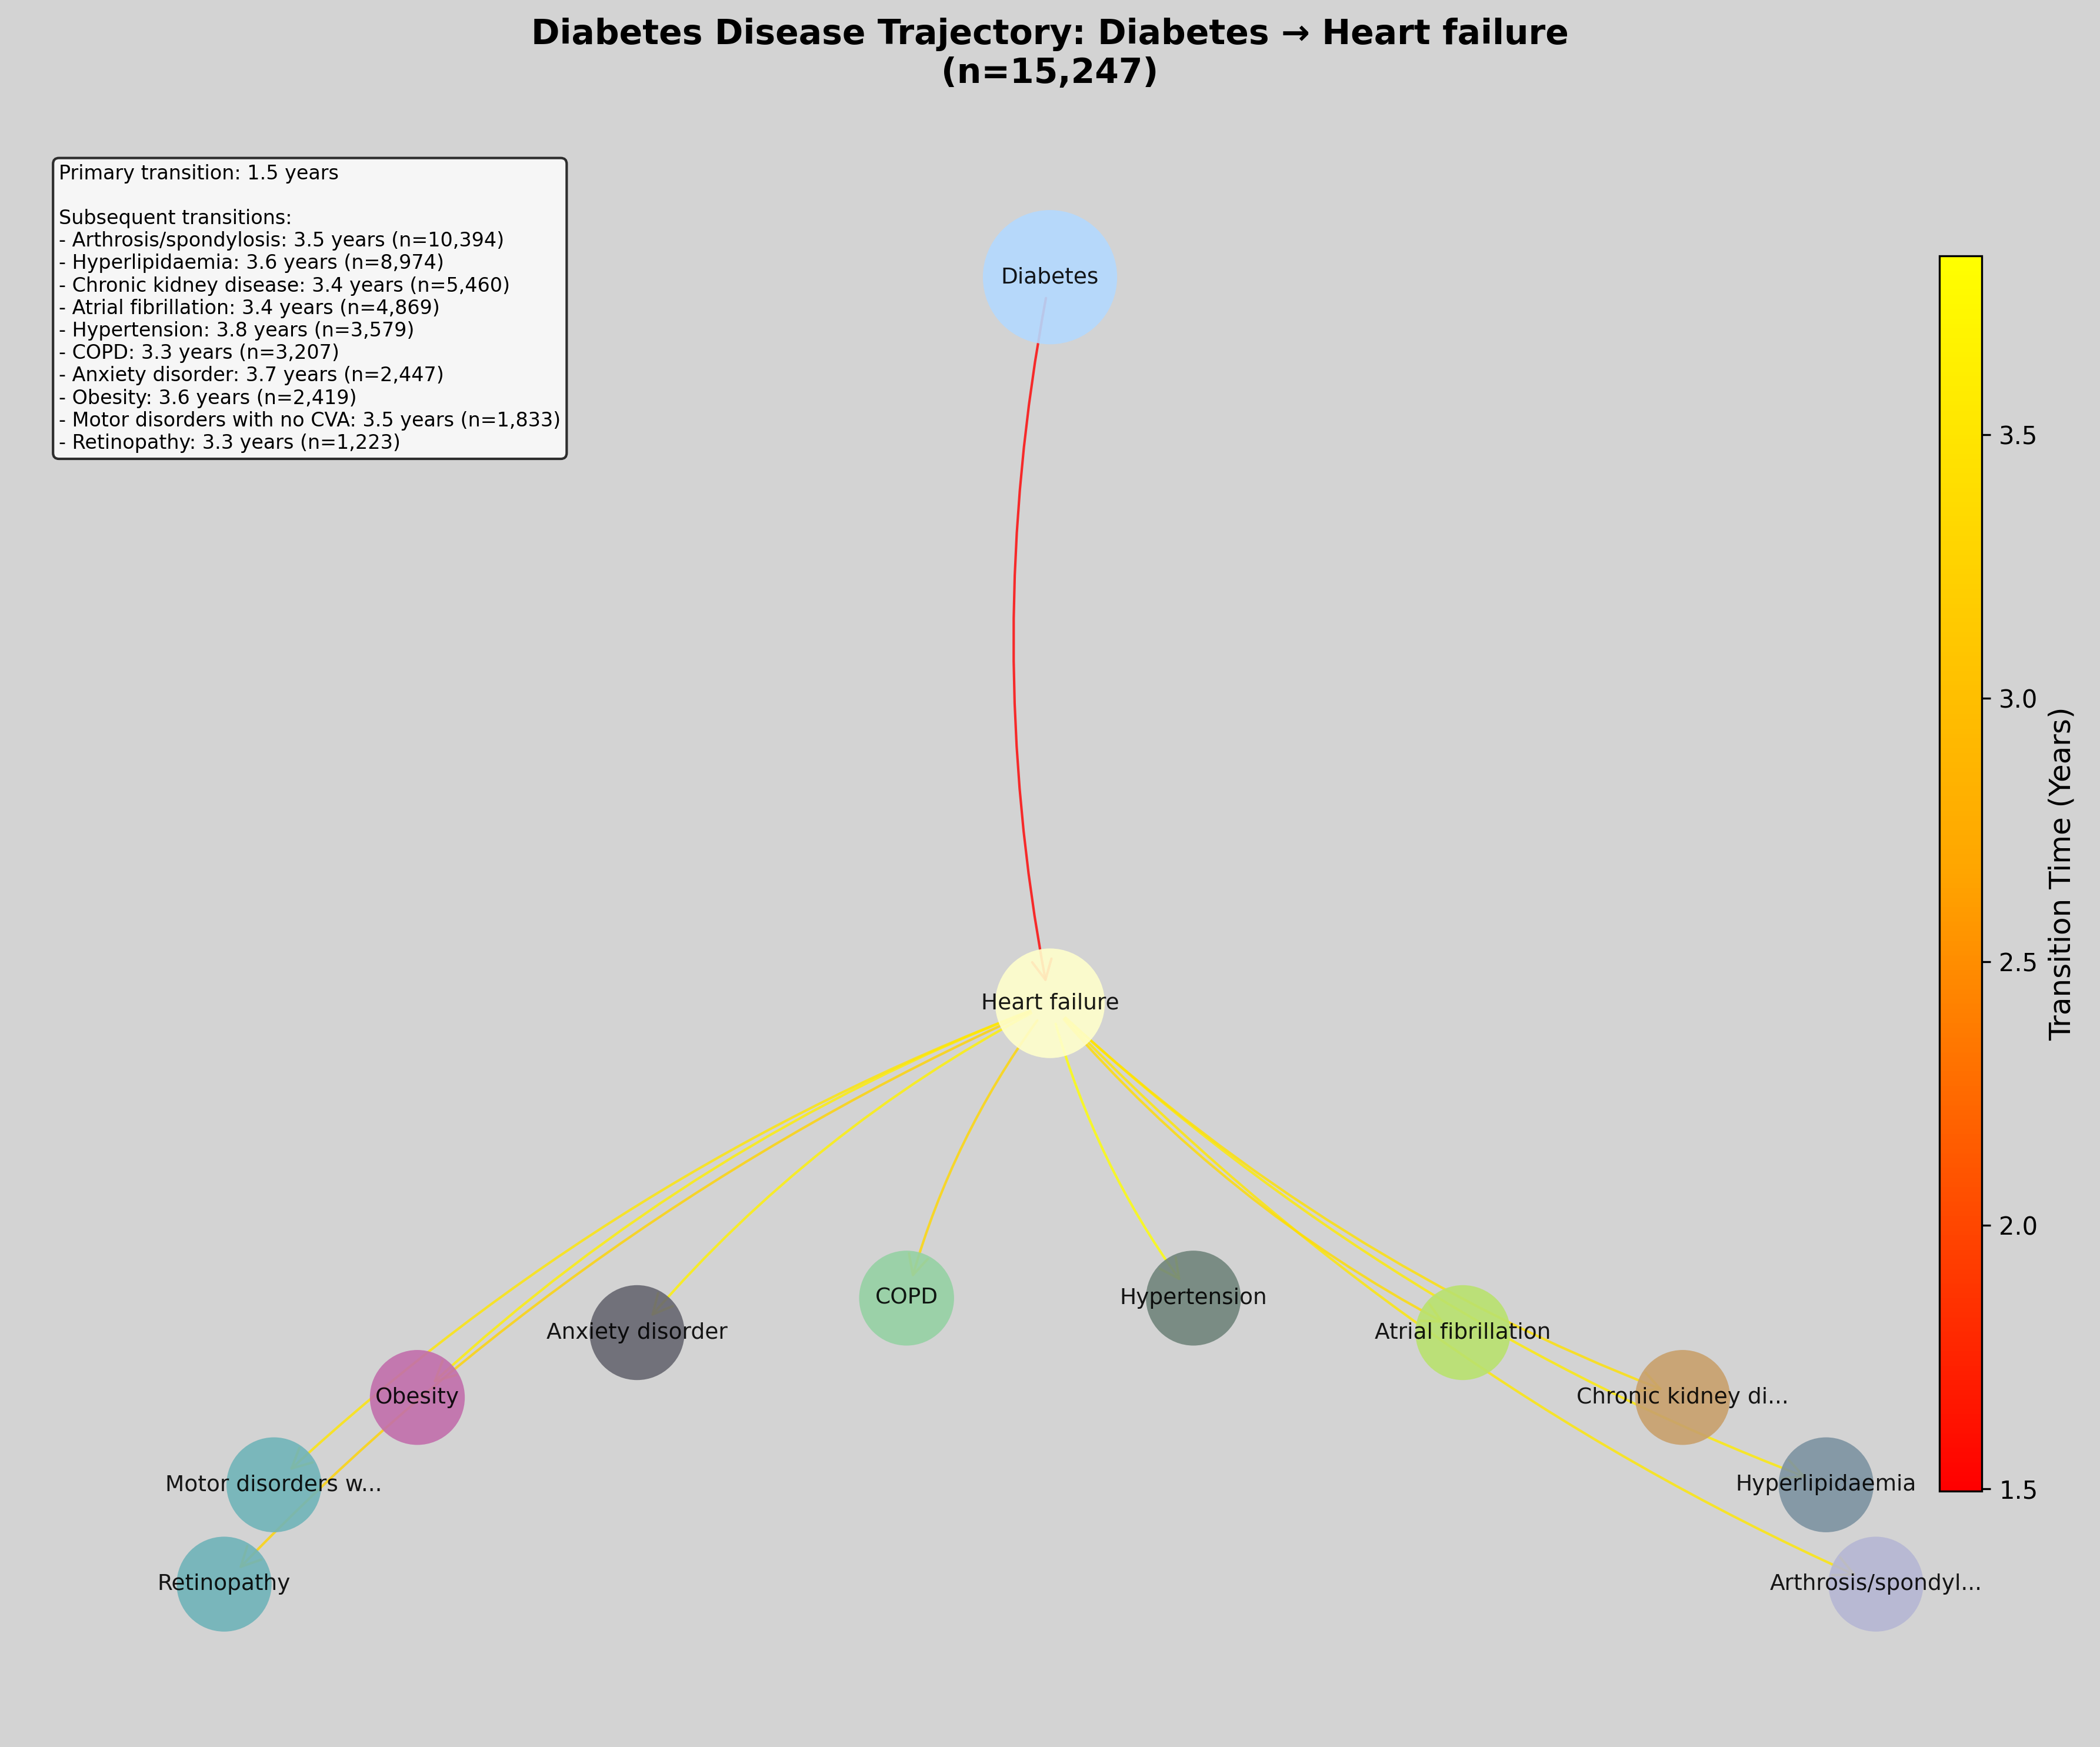 Diabetes Disease Trajectory: Diabetes → Heart failure
(n=15,247)
Primary transition: 1.5 years
Subsequent transitions:
- Arthrosis/spondylosis: 3.5 years (n=10,394)
- Hyperlipidaemia: 3.6 years (n=8,974)
- Chronic kidney disease: 3.4 years (n=5,460)
- Atrial fibrillation: 3.4 years (n=4,869)
- Hypertension: 3.8 years (n=3,579)
- COPD: 3.3 years (n=3,207)
- Anxiety disorder: 3.7 years (n=2,447)
- Obesity: 3.6 years (n=2,419)
- Motor disorders with no CVA: 3.5 years (n=1,833)
- Retinopathy: 3.3 years (n=1,223)
Diabetes
Heart failure
COPD
Hypertension
Anxiety disorder
Atrial fibrillation
Obesity
Chronic kidney di...
Motor disorders w...
Hyperlipidaemia
Retinopathy
Arthrosis/spondyl...
3.5
3.0
2.5
2.0
1.5
Transition Time (Years)